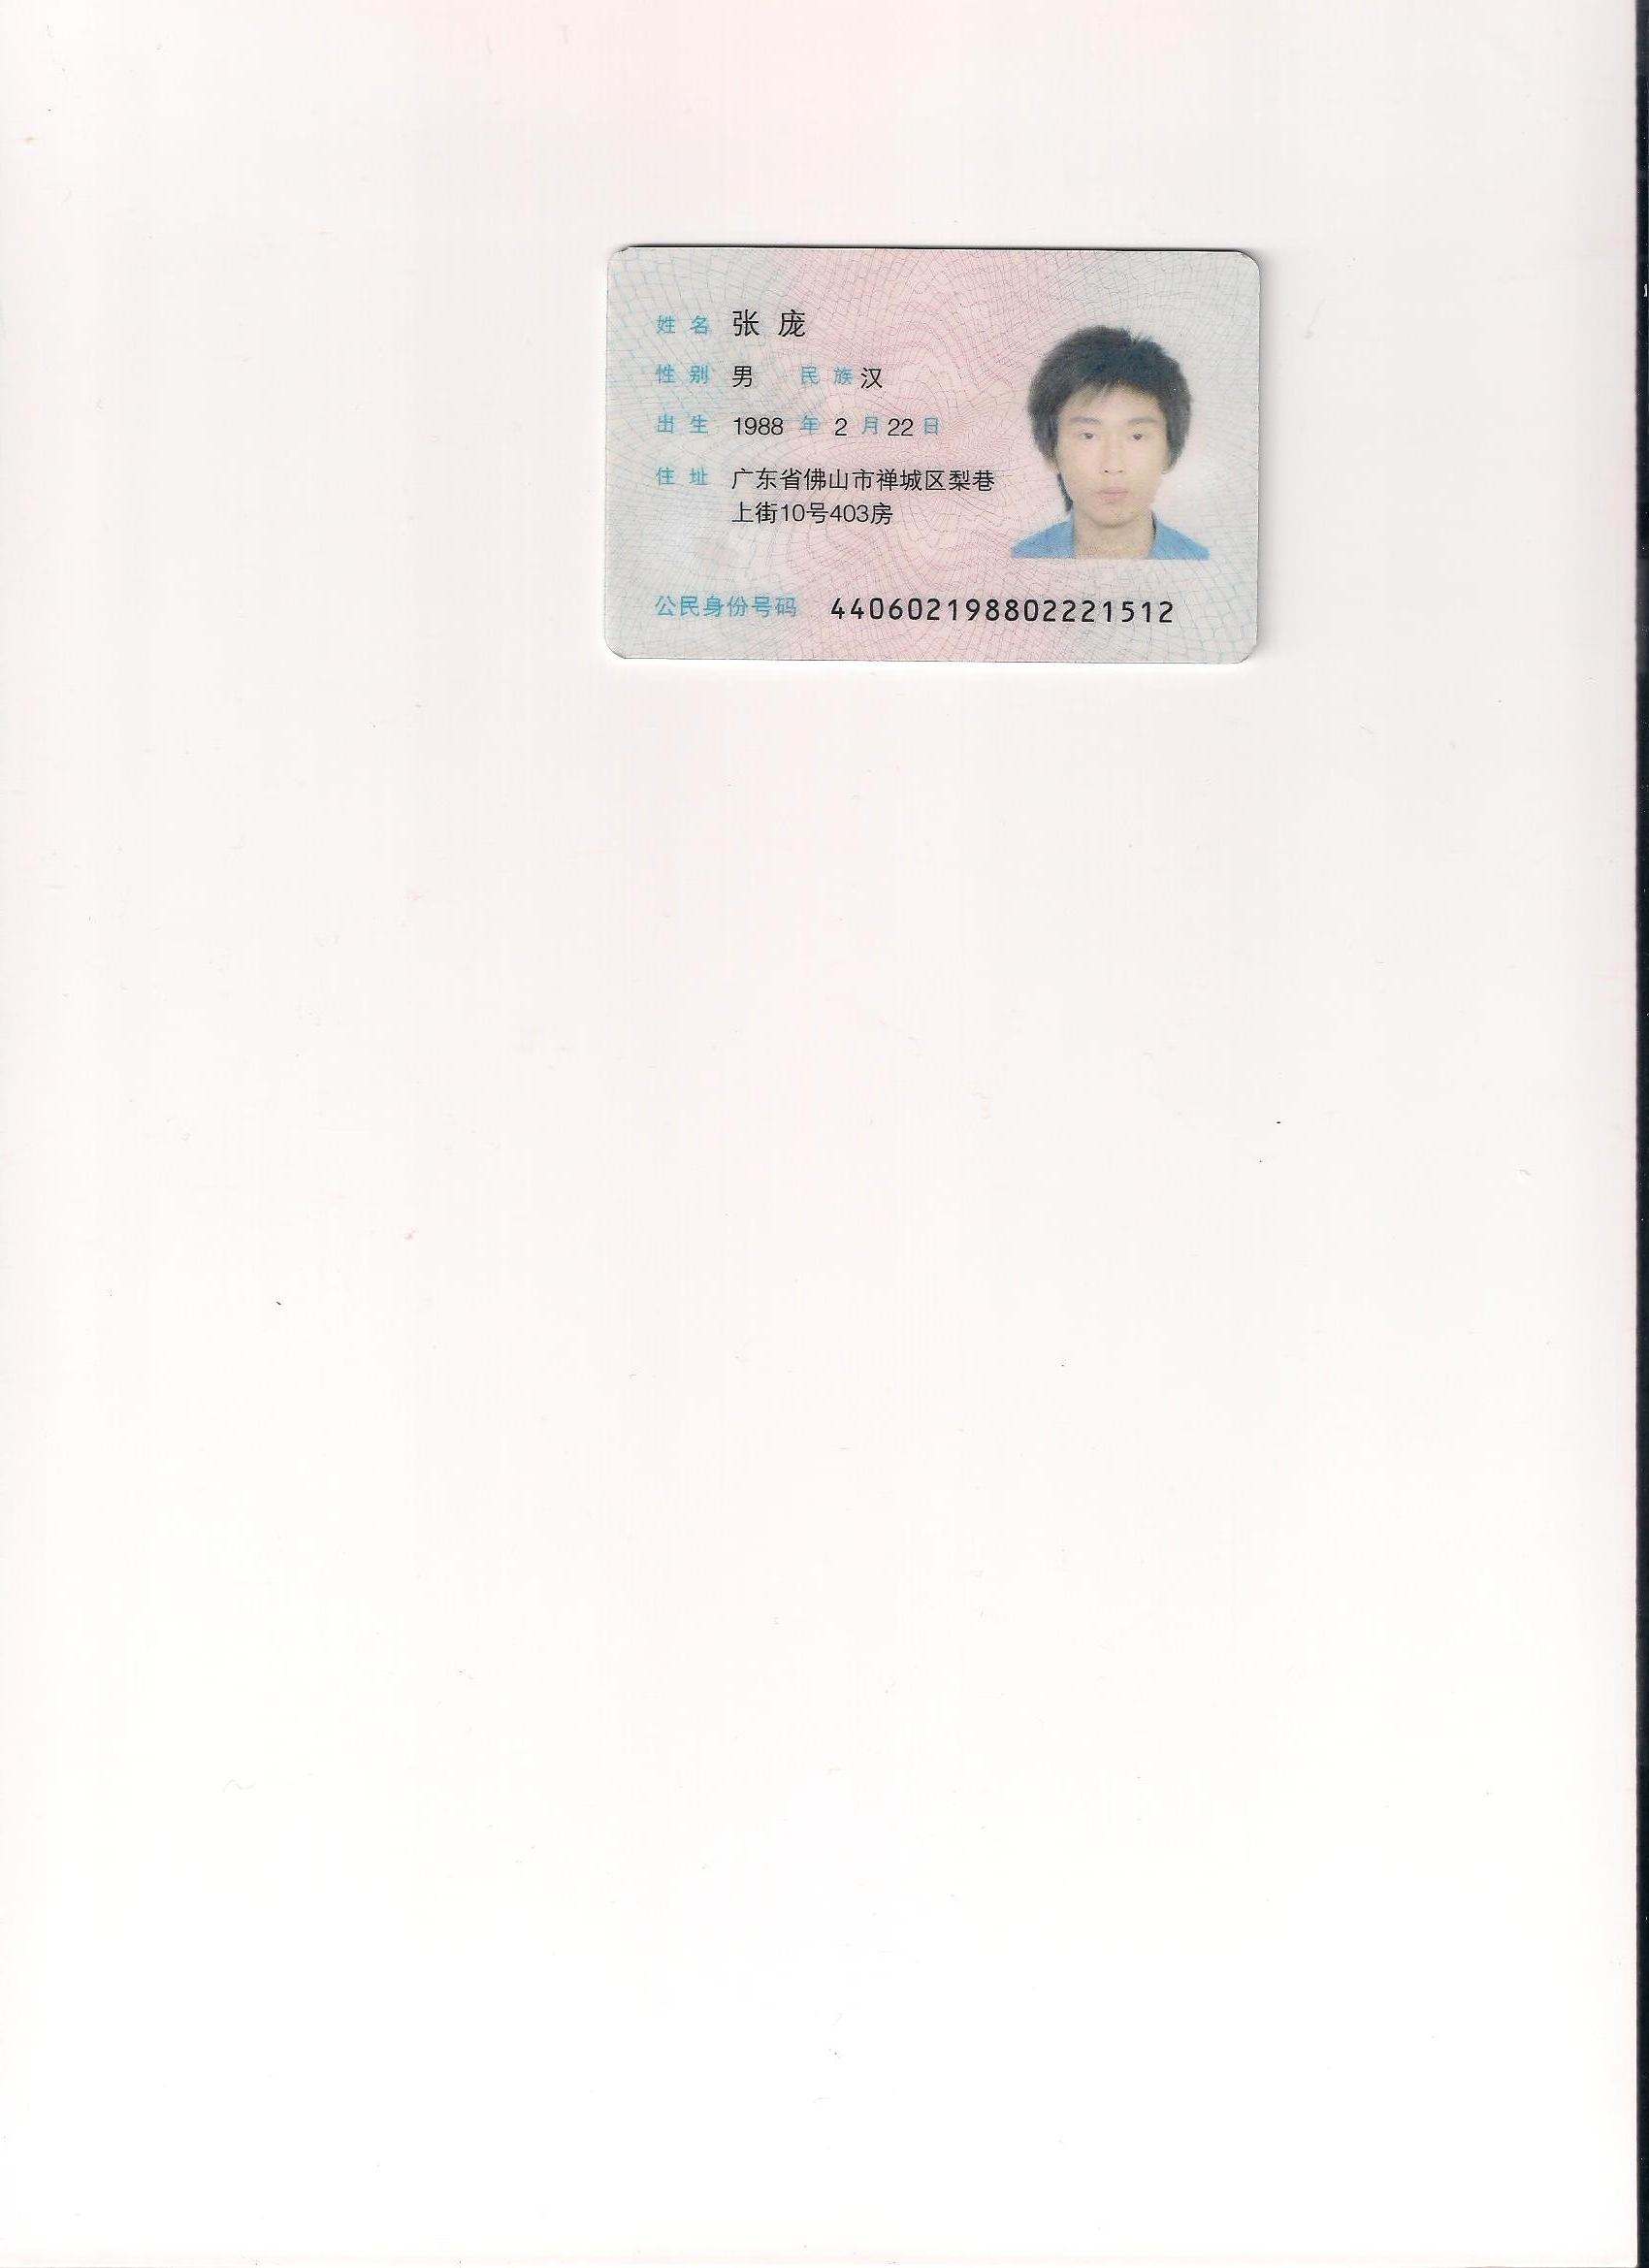 姓名 张庞
性别 男 民族 汉
出生 1988 年 2 月 22 日
住址 广东省佛山市禅城区梨巷
上街10号403房
公民身份号码 440602198802221512